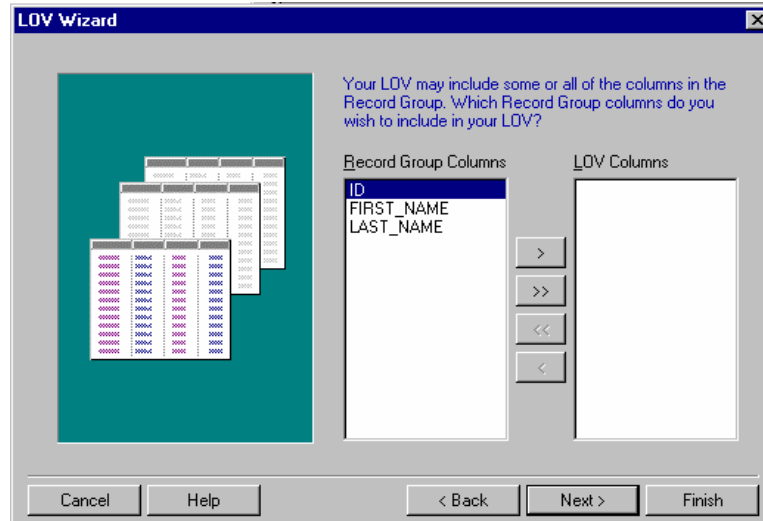 LOV Wizard
Your LOV may include some or all of the columns in the
Record Group. Which Record Group columns do you
wish to include in your LOV?
Record Group Columns
LOV Columns
ID
FIRST_NAME
LAST_NAME
>
>>
<<
<
Cancel
Help
< Back
Next >
Finish